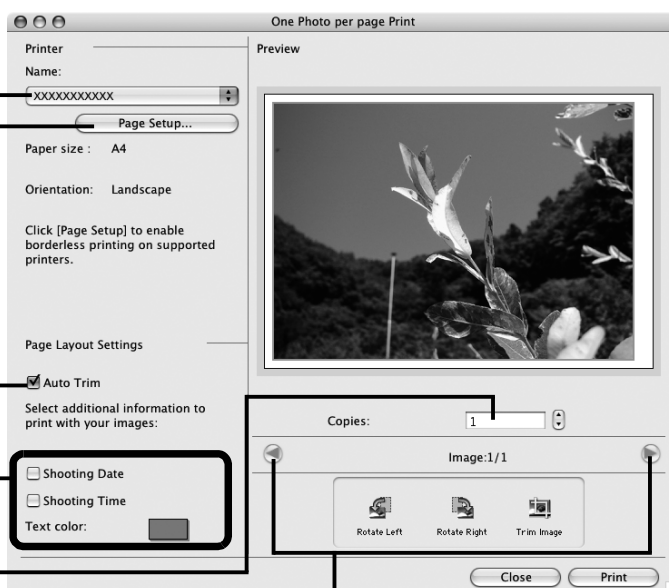 One Photo per page Print
Printer
Name:
XXXXXXXXXXX
Page Setup...
Paper size : A4
Orientation: Landscape
Click [Page Setup] to enable
borderless printing on supported
printers.
Page Layout Settings
Auto Trim
Select additional information to
print with your images:
Shooting Date
Shooting Time
Text color:
Preview
Copies: 1
Image:1/1
Rotate Left Rotate Right Trim Image
Close Print